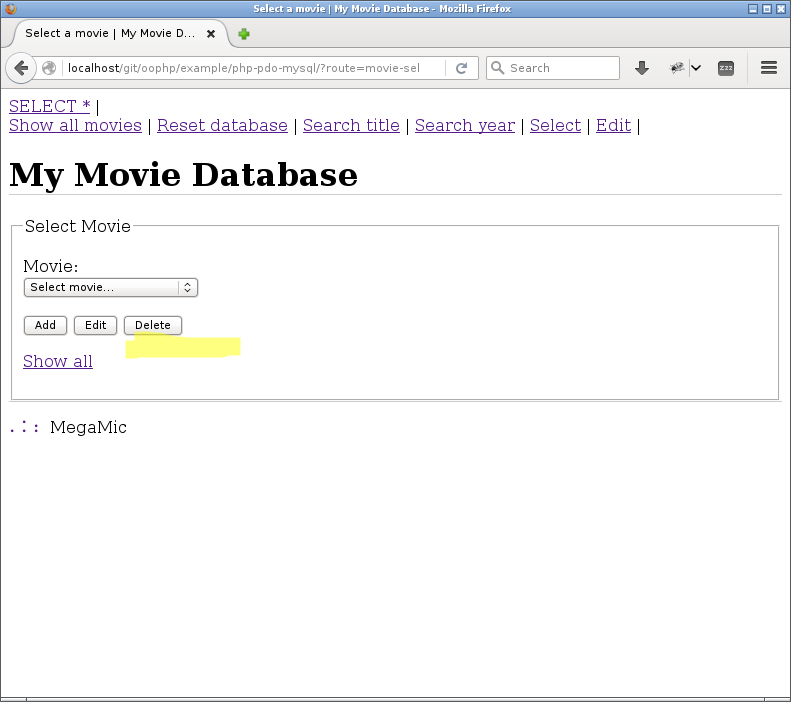 Select a movie | My Movie Database - Mozilla Firefox
Select a movie | My Movie D...
localhost/git/oophp/example/php-pdo-mysql/?route=movie-sel
Search
zzz
SELECT * |
Show all movies | Reset database | Search title | Search year | Select | Edit |
My Movie Database
Select Movie
Movie:
Select movie...
Add Edit Delete
Show all
.:: MegaMic